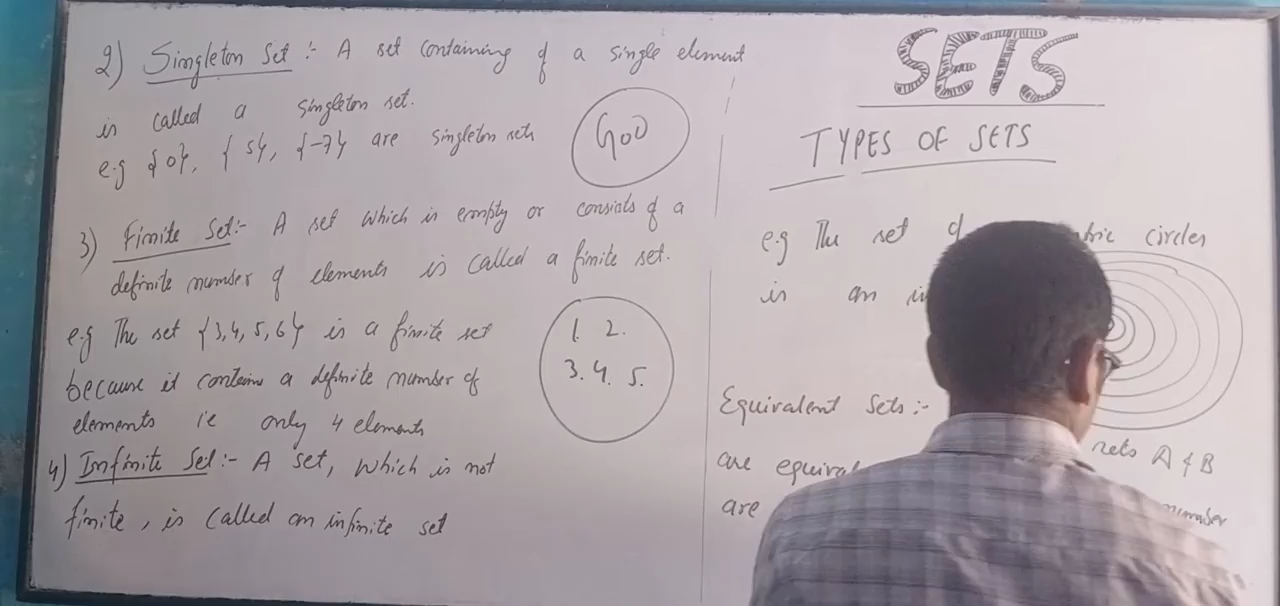 SETS
TYPES OF SETS
2) Singleton Set :- A set containing of a single element
is called a singleton set.
e.g {0}, {5}, {-7} are singleton sets
GOD
3) Finite Set:- A set which is empty or consists of a
definite number of elements is called a finite set.
e.g The set {3,4,5,6} is a finite set
because it contains a definite number of
elements ie only 4 elements
1. 2.
3. 4. 5.
4) Infinite Set:- A set, which is not
finite, is called an infinite set
e.g The set of circles
is an
Equivalent Sets:-
are sets A & B
are number